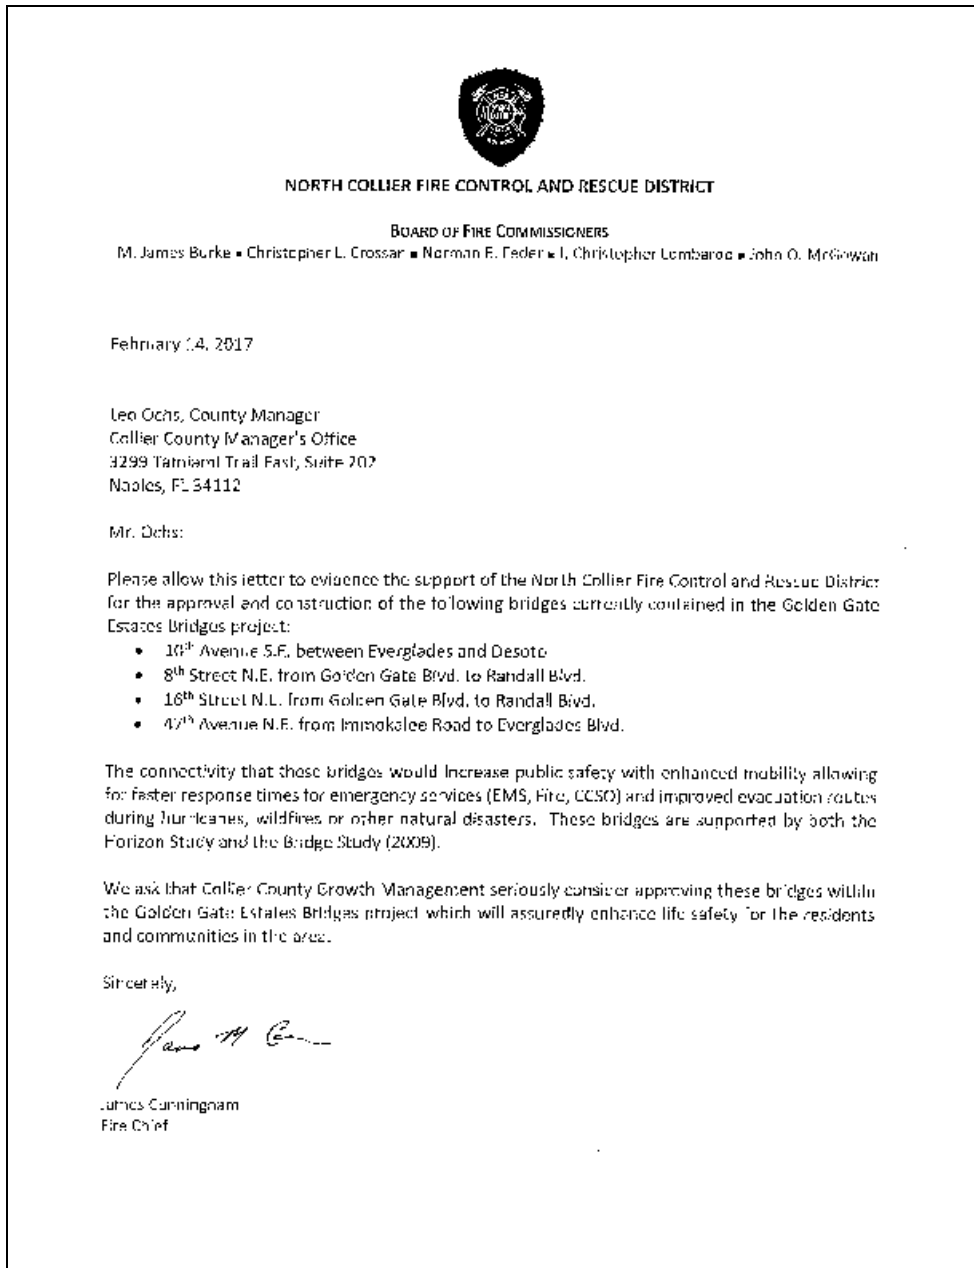 NORTH COLLIER FIRE CONTROL AND RESCUE DISTRICT
BOARD OF FIRE COMMISSIONERS
M. James Burke ▪ Christopher L. Crossan ▪ Norman E. Feder ▪ J. Christopher Lombardo ▪ John O. McGowan
February 14, 2017
Leo Ochs, County Manager
Collier County Manager's Office
3299 Tamiami Trail East, Suite 202
Naples, FL 34112
Mr. Ochs:
Please allow this letter to evidence the support of the North Collier Fire Control and Rescue District
for the approval and construction of the following bridges currently contained in the Golden Gate
Estates Bridges project:
• 10th Avenue S.E. between Everglades and Desoto
• 8th Street N.E. from Golden Gate Blvd. to Randall Blvd.
• 16th Street N.E. from Golden Gate Blvd. to Randall Blvd.
• 47th Avenue N.E. from Immokalee Road to Everglades Blvd.
The connectivity that these bridges would increase public safety with enhanced mobility allowing
for faster response times for emergency services (EMS, Fire, CCSO) and improved evacuation routes
during hurricanes, wildfires or other natural disasters. These bridges are supported by both the
Horizon Study and the Bridge Study (2009).
We ask that Collier County Growth Management seriously consider approving these bridges within
the Golden Gate Estates Bridges project which will assuredly enhance life safety for the residents
and communities in the area.
Sincerely,
James Cunningham
Fire Chief